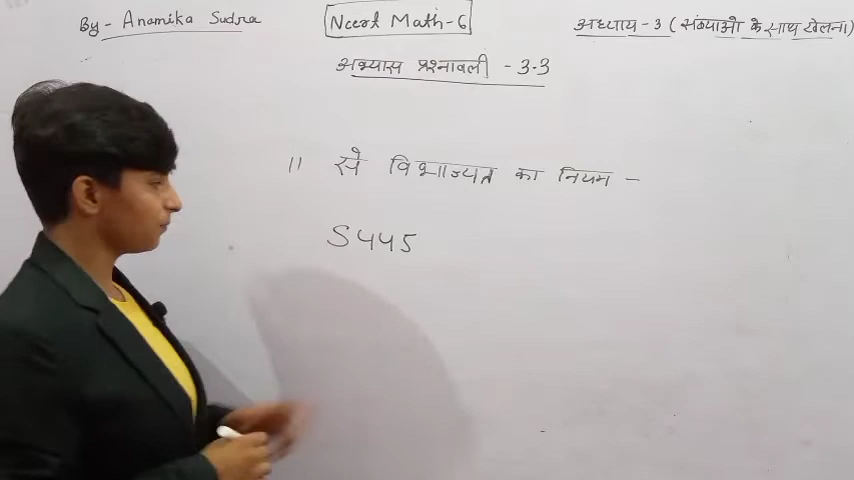 By- Anamika Sudra
Ncert Math-6
अध्याय - 3 ( संख्याओ के साथ खेलना)
अभ्यास प्रश्नावली - 3.3
11 से विभाज्यत का नियम -
5445